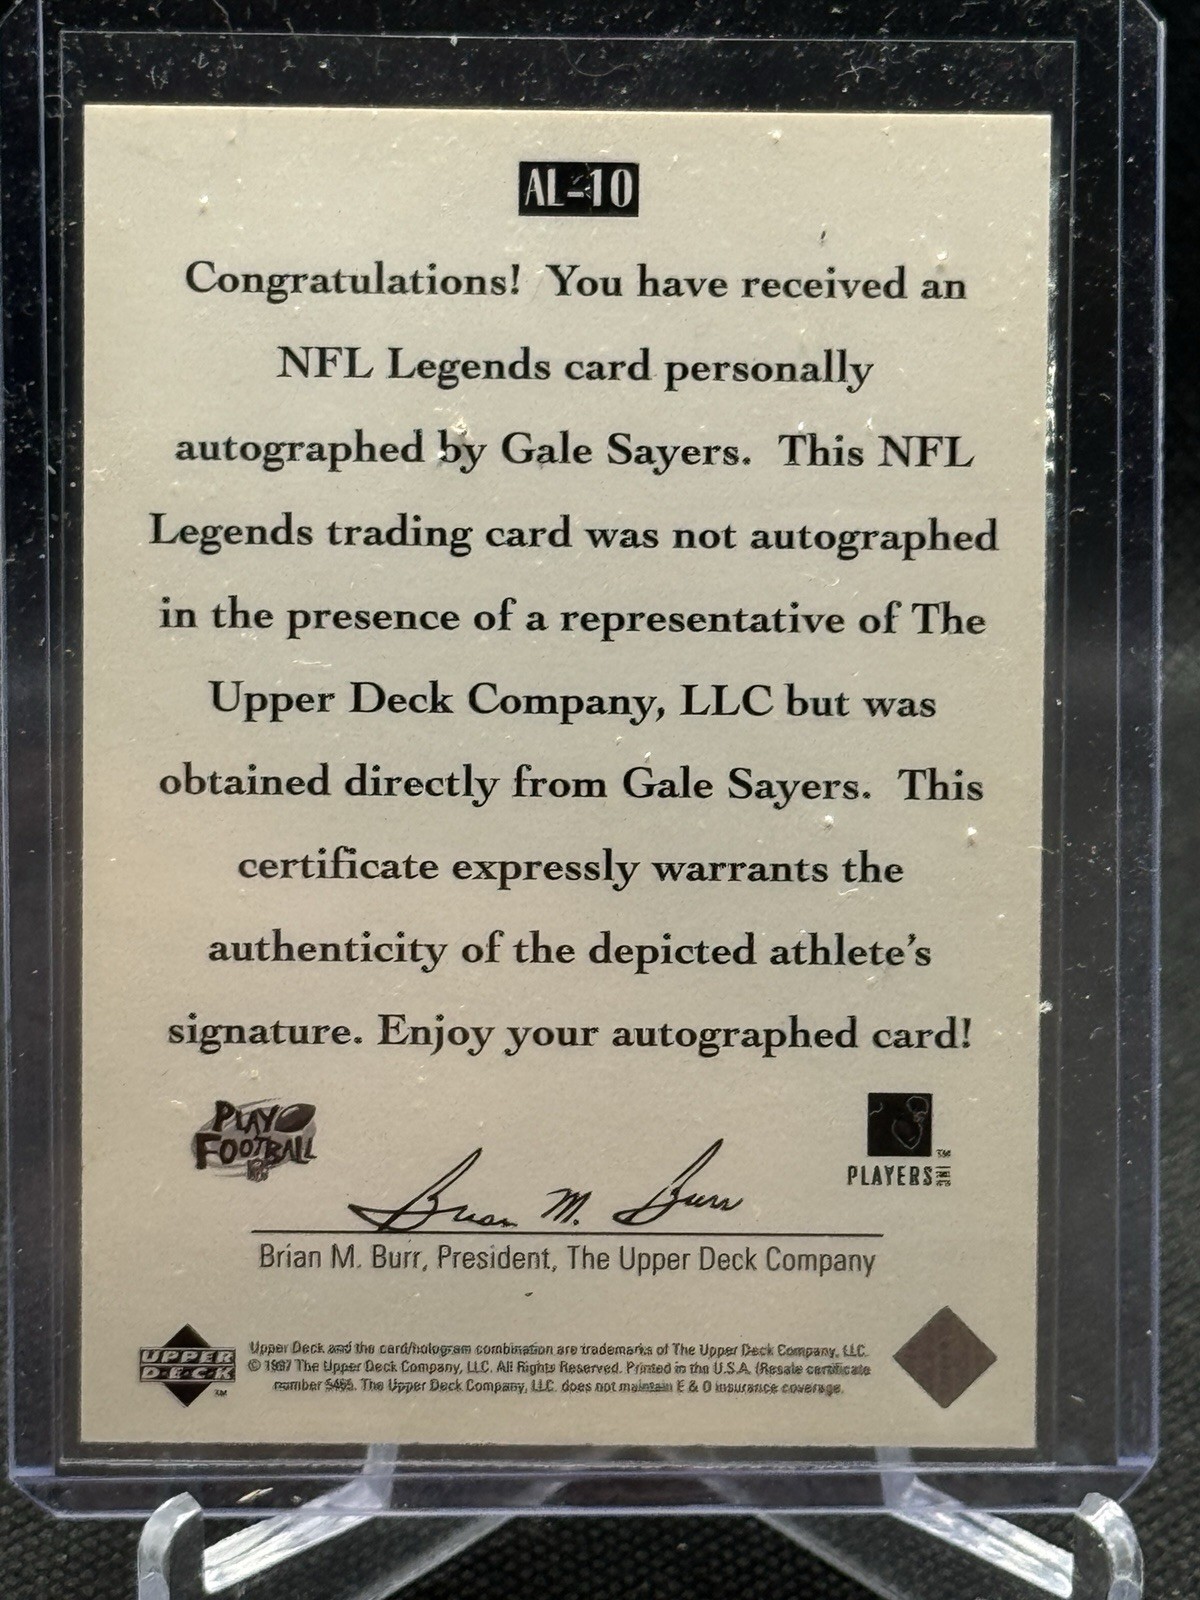 AL-10
Congratulations! You have received an
NFL Legends card personally
autographed by Gale Sayers. This NFL
Legends trading card was not autographed
in the presence of a representative of The
Upper Deck Company, LLC but was
obtained directly from Gale Sayers. This
certificate expressly warrants the
authenticity of the depicted athlete's
signature. Enjoy your autographed card!
PLAY
FOOTBALL
PLAYERS
Brian M. Burr
Brian M. Burr, President, The Upper Deck Company
UPPER
DECK
TM
Upper Deck and the card/hologram combination are trademarks of The Upper Deck Company, LLC.
© 1997 The Upper Deck Company, LLC. All Rights Reserved. Printed in the U.S.A. (Resale certificate
number 5465. The Upper Deck Company, LLC. does not maintain E & O insurance coverage.